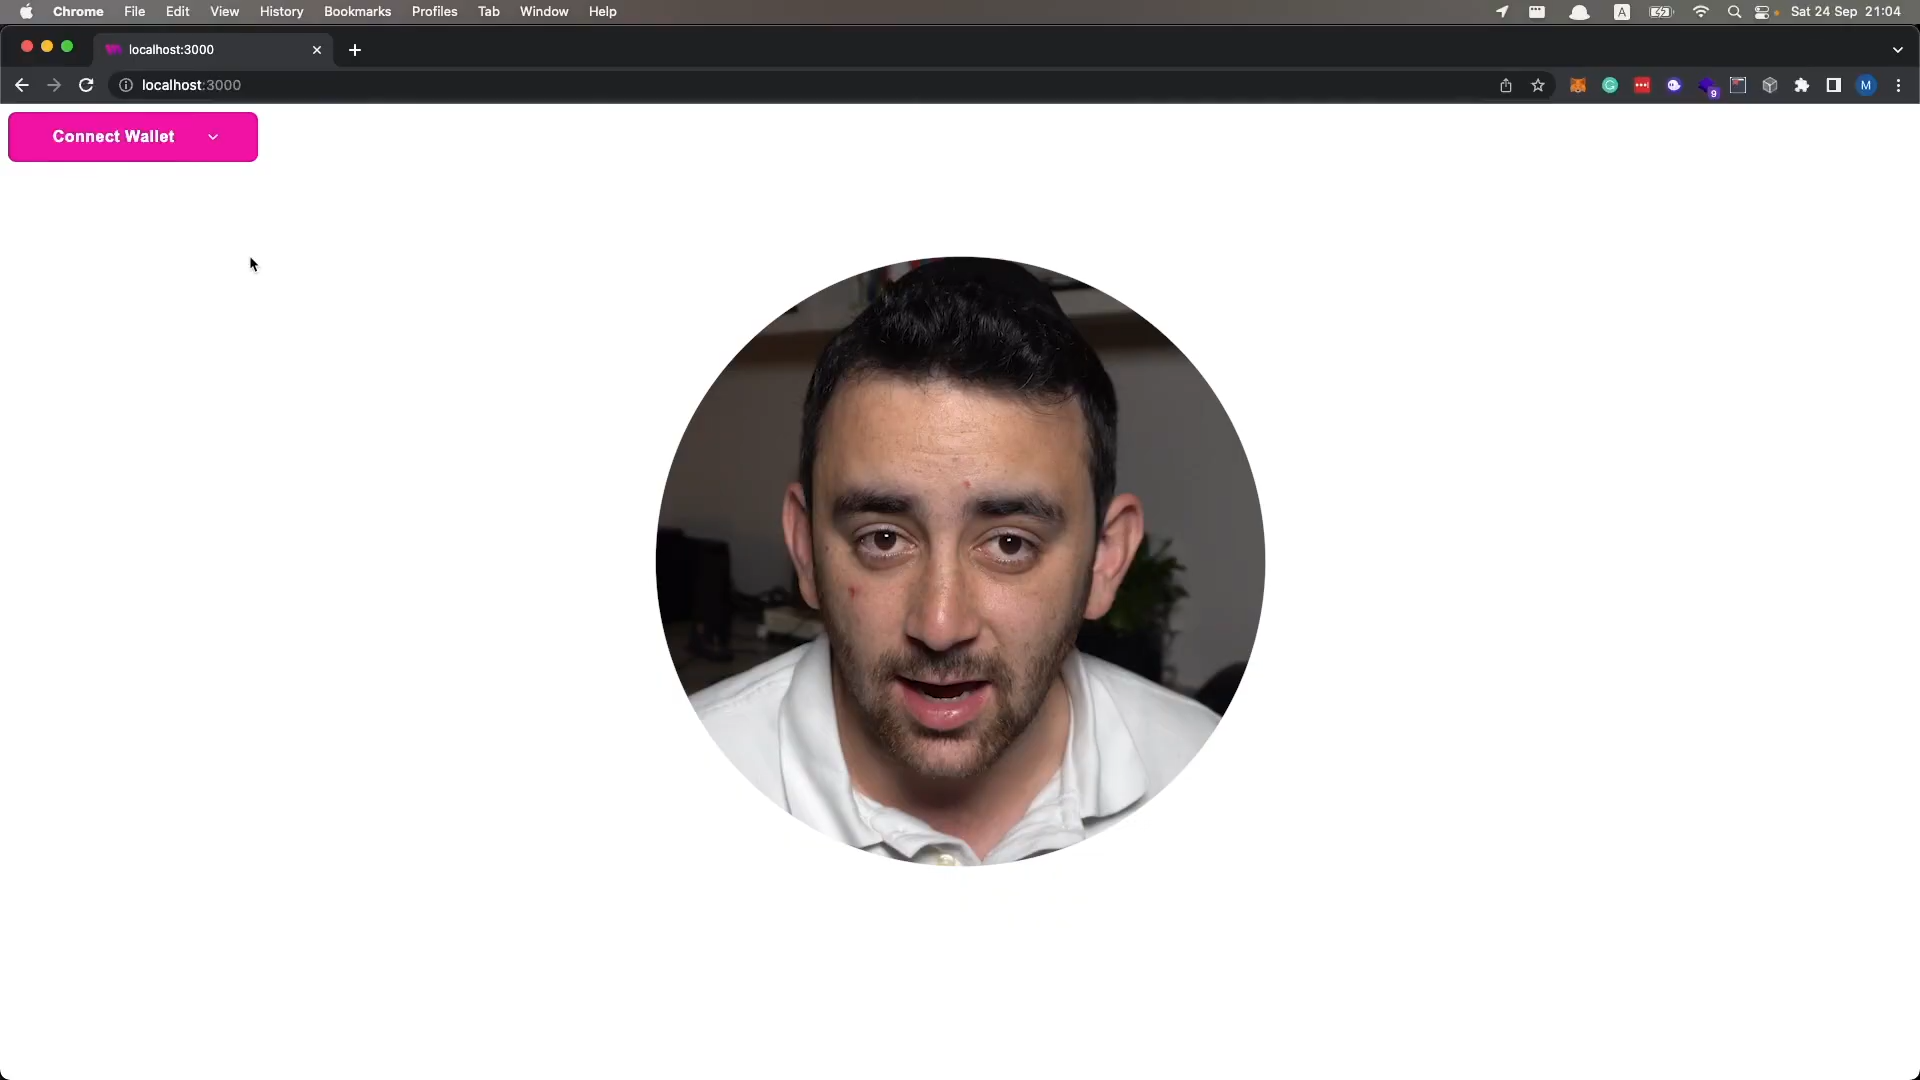 Chrome File Edit View History Bookmarks Profiles Tab Window Help A Sat 24 Sep 21:04
localhost:3000
localhost:3000 9 M
Connect Wallet